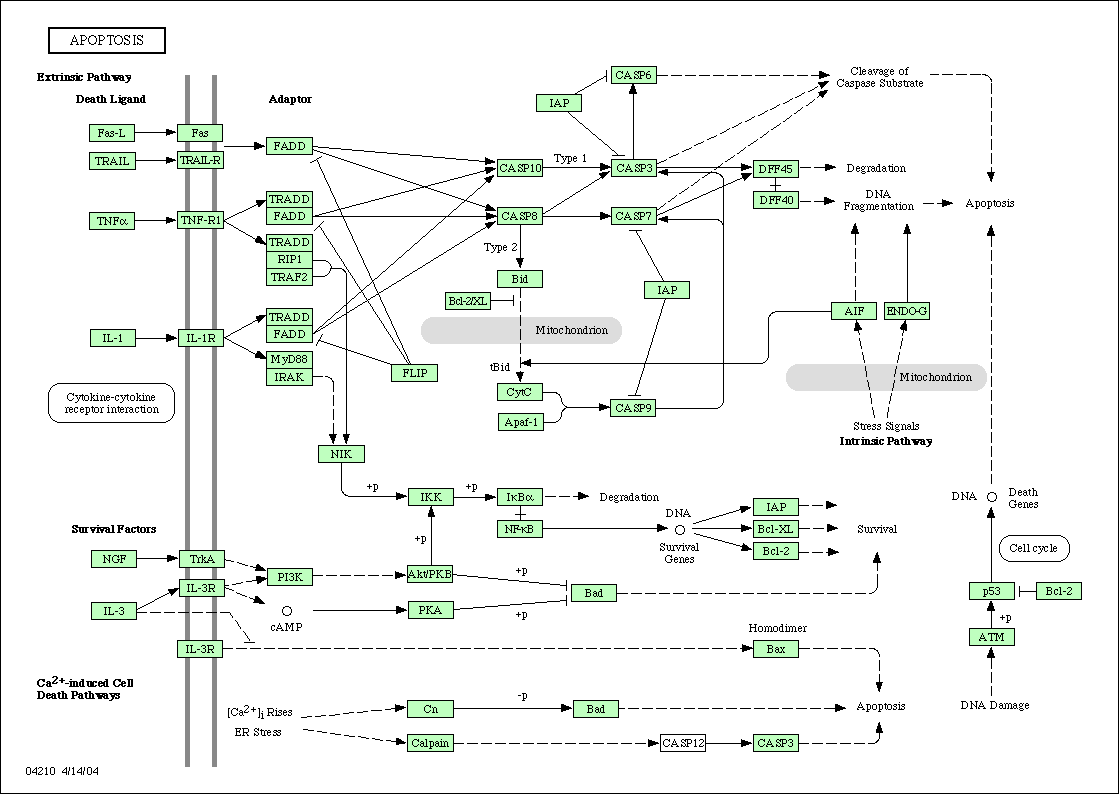 APOPTOSIS
Extrinsic Pathway
Death Ligand
Adaptor
CASP6
Cleavage of
Caspase Substrate
IAP
Fas-L
Fas
FADD
TRAIL
TRAIL-R
CASP10
Type 1
CASP3
DFF45
Degradation
DFF40
DNA
Fragmentation
Apoptosis
TNFα
TNF-R1
TRADD
FADD
CASP8
CASP7
TRADD
RIP1
TRAF2
Type 2
Bid
Bcl-2/XL
IAP
Mitochondrion
AIF
ENDO-G
IL-1
IL-1R
TRADD
FADD
MyD88
IRAK
FLIP
tBid
CytC
Apaf-1
CASP9
Mitochondrion
Stress Signals
Intrinsic Pathway
Cytokine-cytokine
receptor interaction
NIK
+p
IKK
+p
IκBα
Degradation
NF-κB
DNA
Survival
Genes
IAP
Bcl-XL
Bcl-2
Survival
DNA
Death
Genes
Cell cycle
Survival Factors
NGF
TrkA
PI3K
+p
Akt/PKB
+p
IL-3R
IL-3
cAMP
PKA
+p
Bad
p53
Bcl-2
+p
ATM
DNA Damage
IL-3R
Homodimer
Bax
Ca2+-induced Cell
Death Pathways
[Ca2+]i Rises
ER Stress
Cn
-p
Bad
Apoptosis
Calpain
CASP12
CASP3
04210 4/14/04